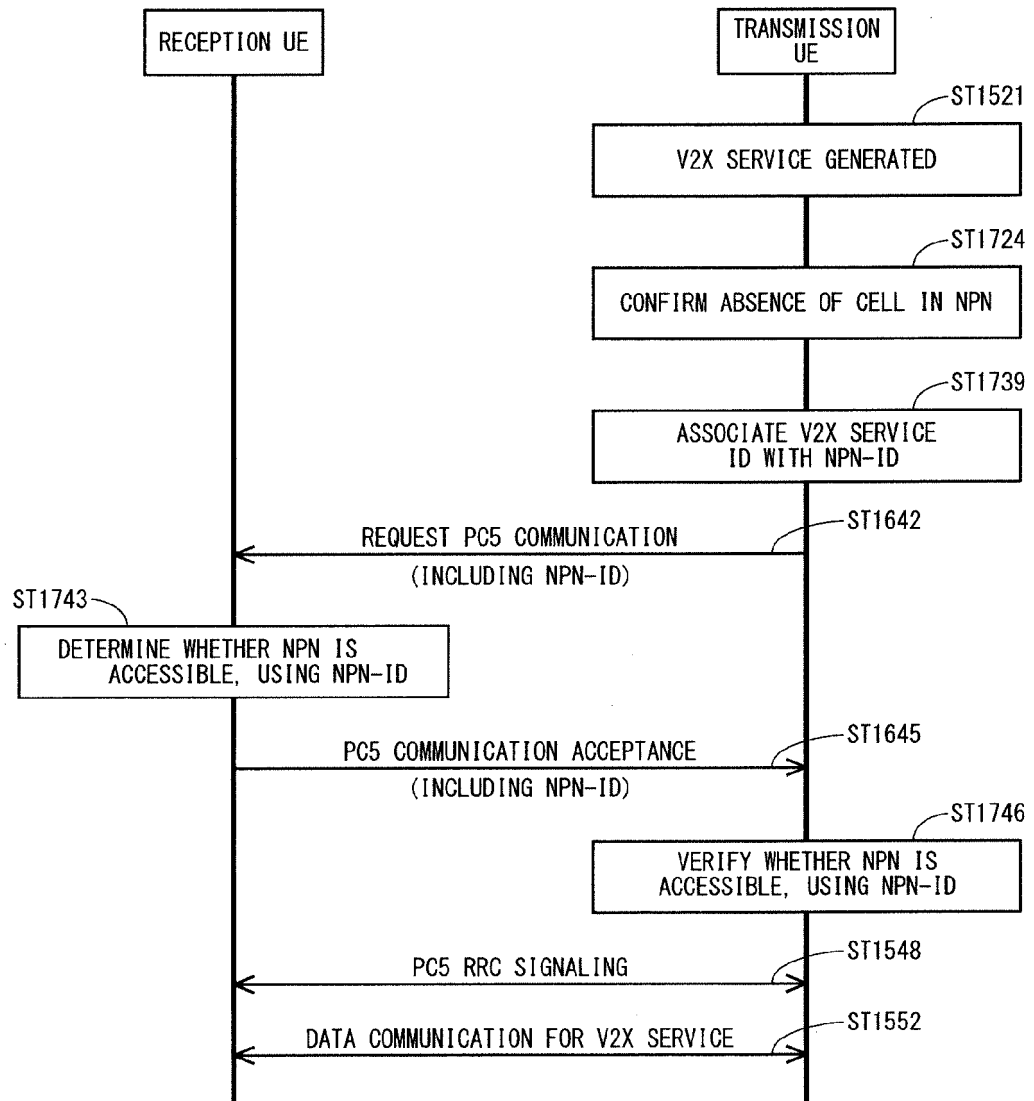 RECEPTION UE
TRANSMISSION
UE
ST1521
V2X SERVICE GENERATED
ST1724
CONFIRM ABSENCE OF CELL IN NPN
ST1739
ASSOCIATE V2X SERVICE
ID WITH NPN-ID
ST1642
REQUEST PC5 COMMUNICATION
(INCLUDING NPN-ID)
ST1743
DETERMINE WHETHER NPN IS
ACCESSIBLE, USING NPN-ID
ST1645
PC5 COMMUNICATION ACCEPTANCE
(INCLUDING NPN-ID)
ST1746
VERIFY WHETHER NPN IS
ACCESSIBLE, USING NPN-ID
ST1548
PC5 RRC SIGNALING
ST1552
DATA COMMUNICATION FOR V2X SERVICE